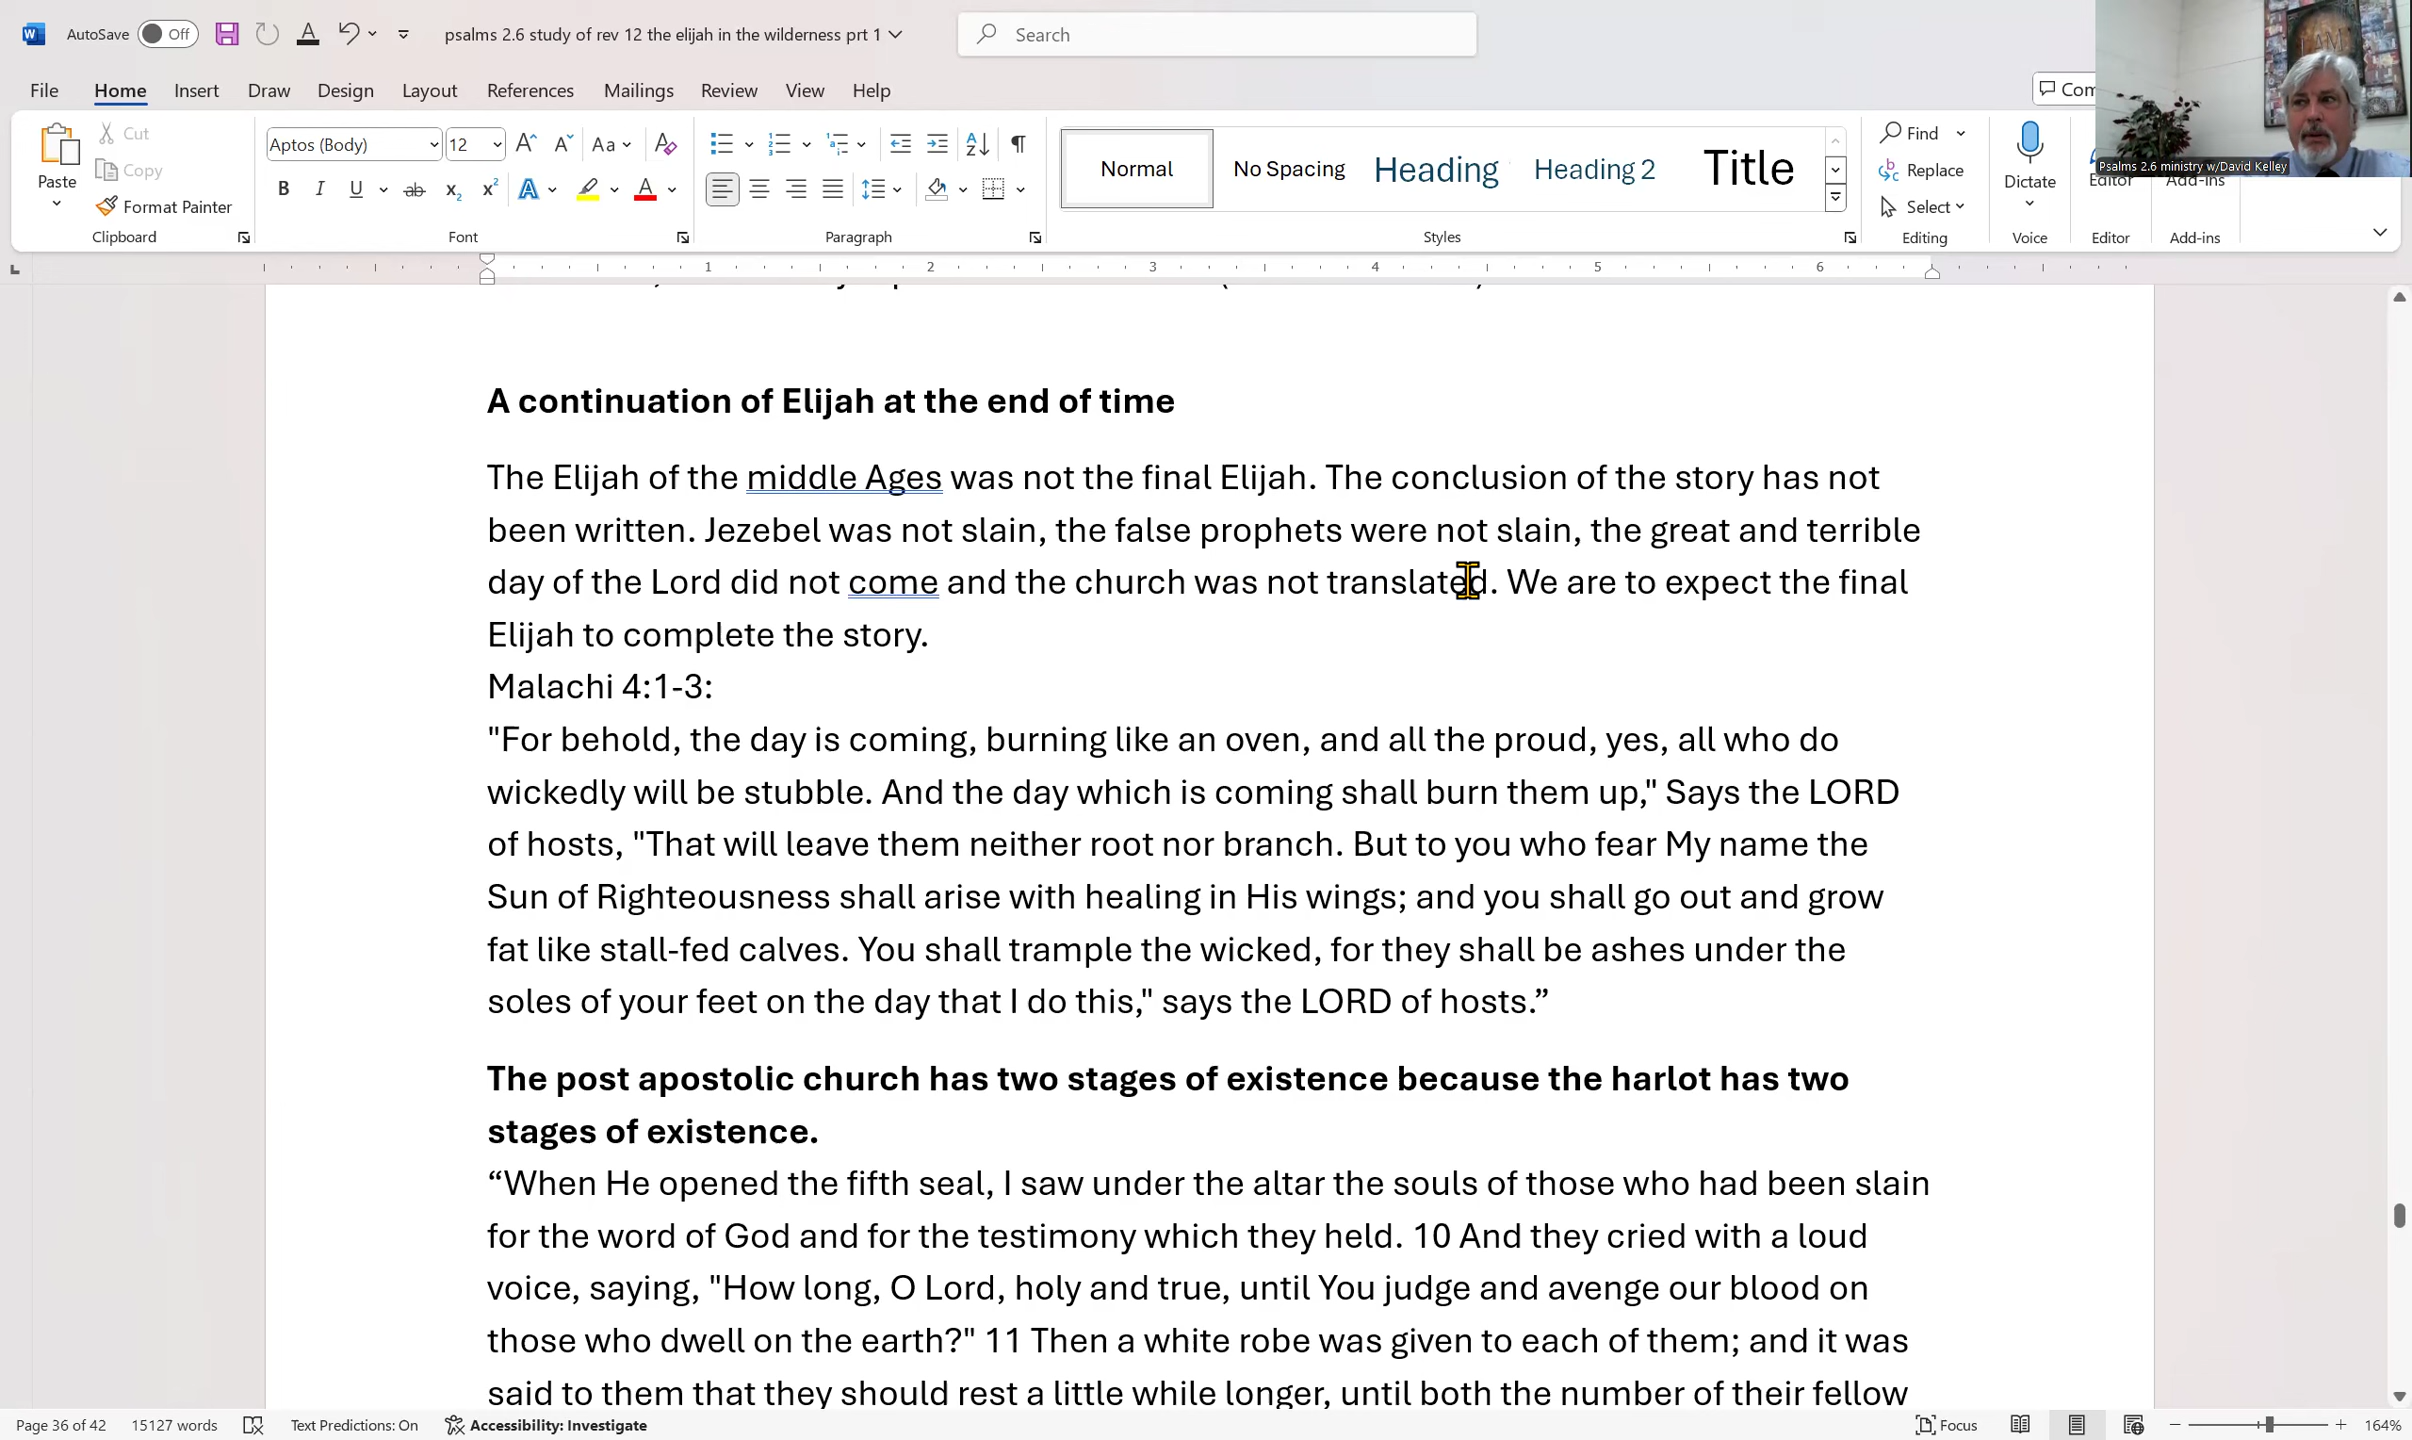 AutoSave Off psalms 2.6 study of rev 12 the elijah in the wilderness prt 1 Search
File Home Insert Draw Design Layout References Mailings Review View Help Com
Paste Cut Copy Format Painter
Aptos (Body) 12
Normal No Spacing Heading Heading 2 Title
Find Replace Select
Dictate Editor Add-ins
Psalms 2.6 ministry w/David Kelley
Clipboard Font Paragraph Styles Editing Voice Editor Add-ins
1 2 3 4 5 6
A continuation of Elijah at the end of time
The Elijah of the middle Ages was not the final Elijah. The conclusion of the story has not
been written. Jezebel was not slain, the false prophets were not slain, the great and terrible
day of the Lord did not come and the church was not translated. We are to expect the final
Elijah to complete the story.
Malachi 4:1-3:
"For behold, the day is coming, burning like an oven, and all the proud, yes, all who do
wickedly will be stubble. And the day which is coming shall burn them up," Says the LORD
of hosts, "That will leave them neither root nor branch. But to you who fear My name the
Sun of Righteousness shall arise with healing in His wings; and you shall go out and grow
fat like stall-fed calves. You shall trample the wicked, for they shall be ashes under the
soles of your feet on the day that I do this," says the LORD of hosts.”
The post apostolic church has two stages of existence because the harlot has two
stages of existence.
“When He opened the fifth seal, I saw under the altar the souls of those who had been slain
for the word of God and for the testimony which they held. 10 And they cried with a loud
voice, saying, "How long, O Lord, holy and true, until You judge and avenge our blood on
those who dwell on the earth?" 11 Then a white robe was given to each of them; and it was
said to them that they should rest a little while longer, until both the number of their fellow
Page 36 of 42 15127 words Text Predictions: On Accessibility: Investigate Focus 164%